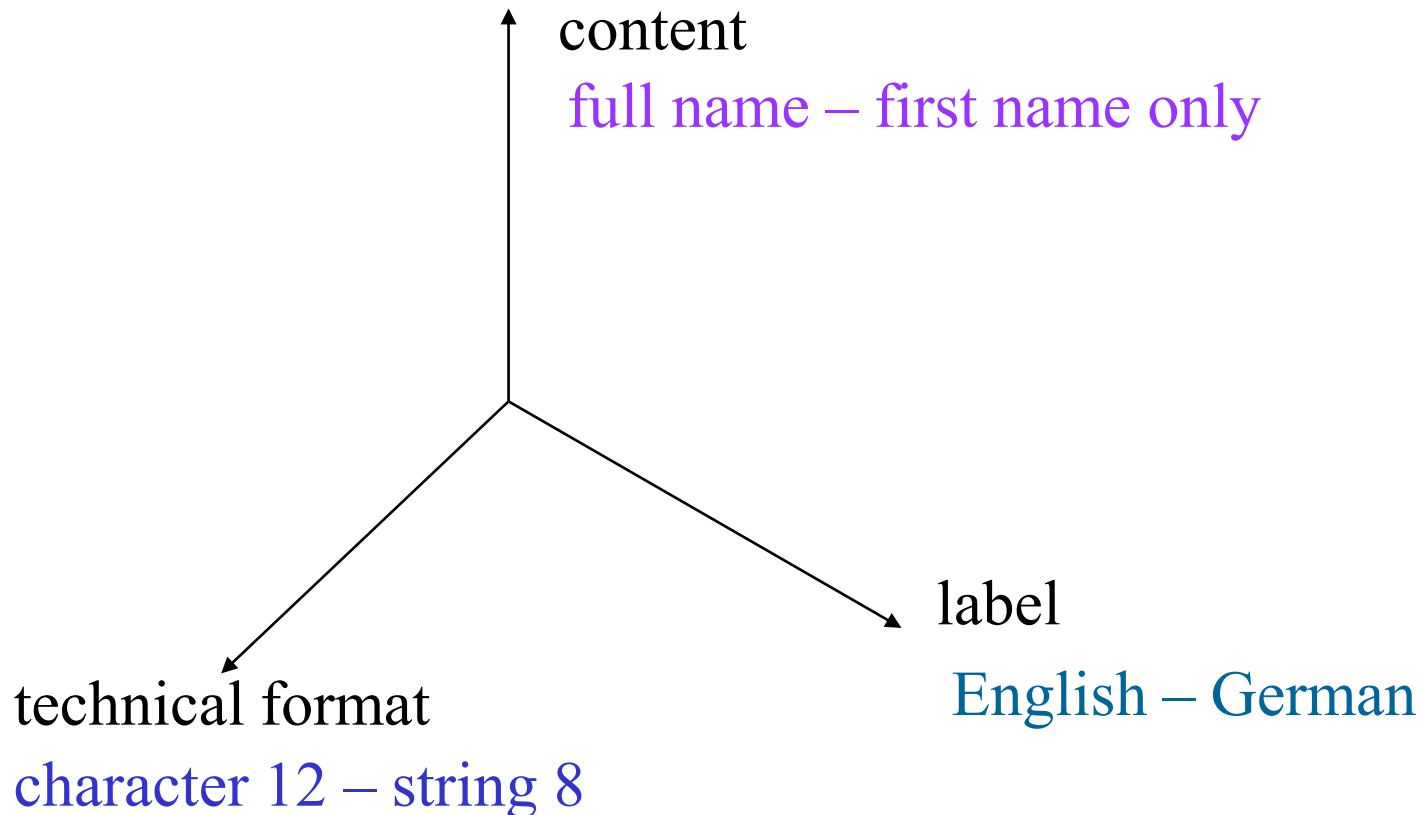 content
full name – first name only
label
English – German
technical format
character 12 – string 8